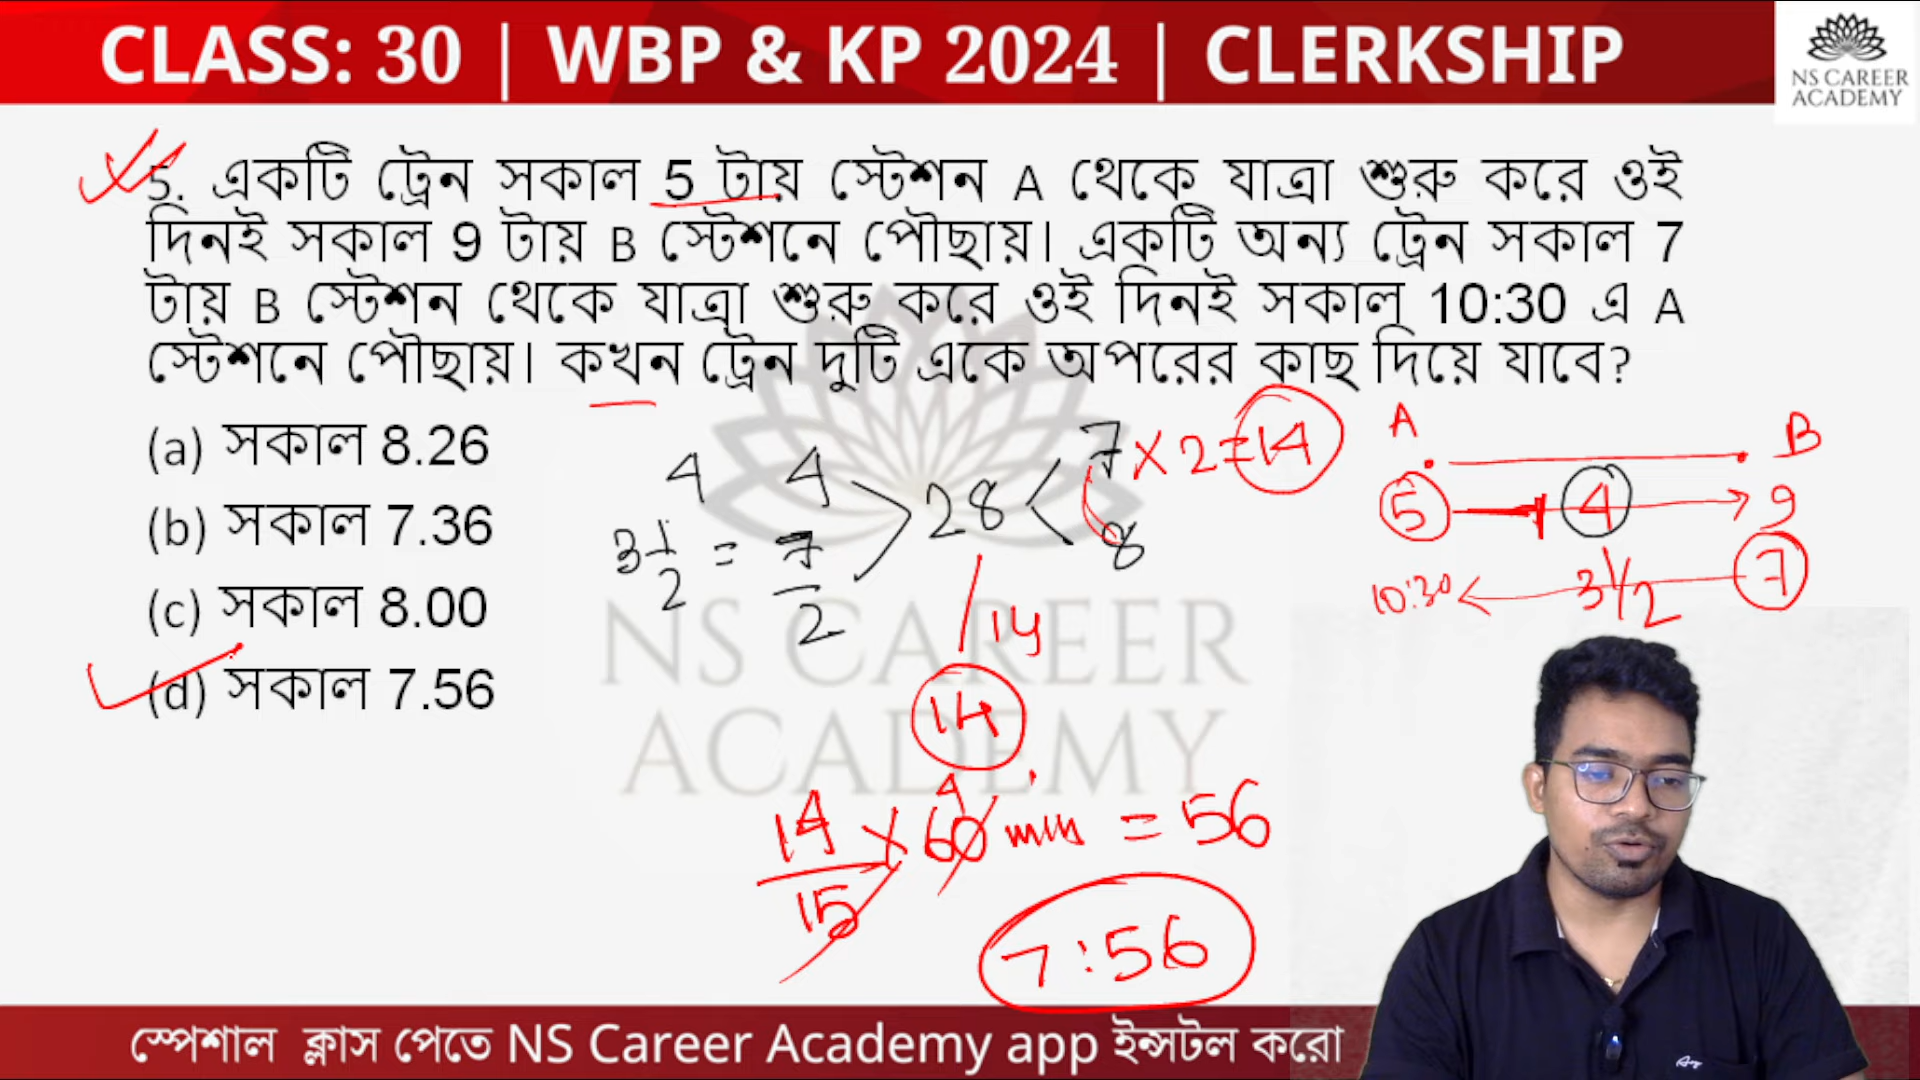 CLASS: 30 | WBP & KP 2024 | CLERKSHIP
NS CAREER
ACADEMY
5. একটি ট্রেন সকাল 5 টায় স্টেশন A থেকে যাত্রা শুরু করে ওই
দিনই সকাল 9 টায় B স্টেশনে পৌছায়। একটি অন্য ট্রেন সকাল 7
টায় B স্টেশন থেকে যাত্রা শুরু করে ওই দিনই সকাল 10:30 এ A
স্টেশনে পৌছায়। কখন ট্রেন দুটি একে অপরের কাছ দিয়ে যাবে?
(a) সকাল 8.26
(b) সকাল 7.36
(c) সকাল 8.00
(d) সকাল 7.56
4 4 > 28 < 7 × 2 = 14
3 1/2 = 7/2
8
14
14
A B
5 4 9
10:30 3 1/2 7
NS CAREER
ACADEMY
14/15 × 60 min = 56
4
7:56
স্পেশাল ক্লাস পেতে NS Career Academy app ইন্সটল করো